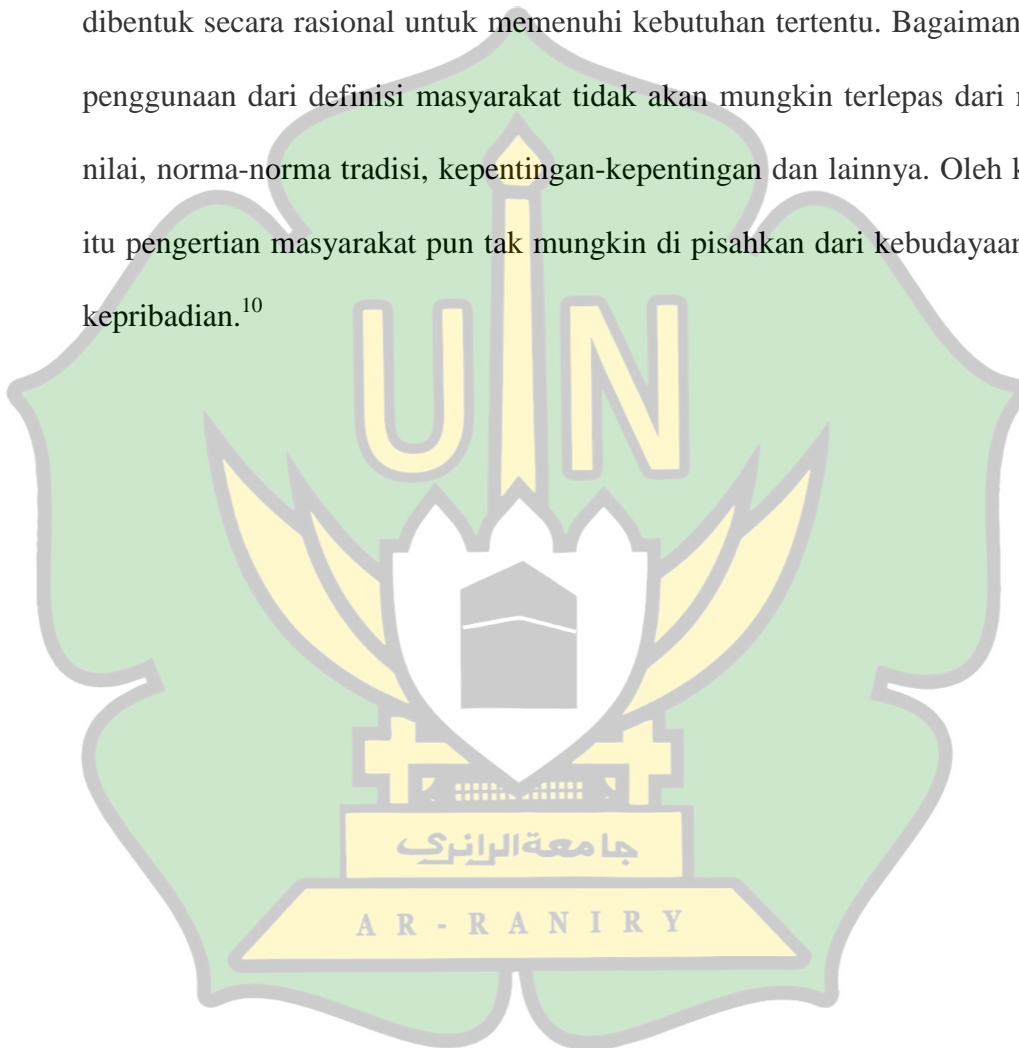 dibentuk secara rasional untuk memenuhi kebutuhan tertentu. Bagaiman
penggunaan dari definisi masyarakat tidak akan mungkin terlepas dari
nilai, norma-norma tradisi, kepentingan-kepentingan dan lainnya. Oleh
itu pengertian masyarakat pun tak mungkin di pisahkan dari kebudayaan
kepribadian.10
UIN
جامعة الرانري
AR-RANIRY